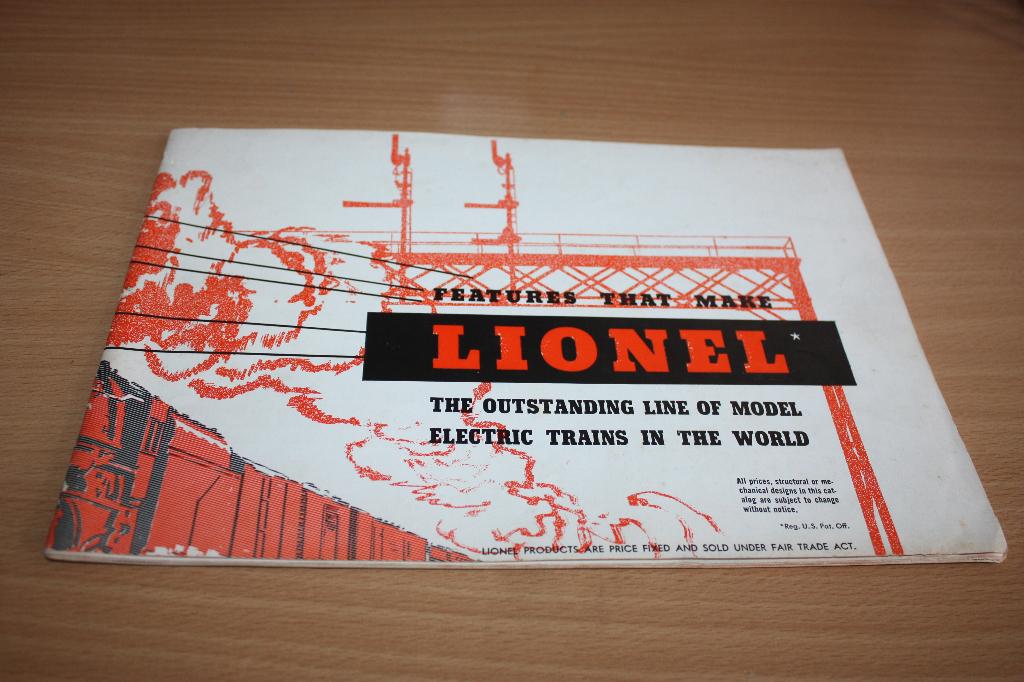 FEATURES THAT MAKE
LIONEL*
THE OUTSTANDING LINE OF MODEL
ELECTRIC TRAINS IN THE WORLD
All prices, structural or me-
chanical designs in this cat-
alog are subject to change
without notice.
*Reg. U.S. Pat. Off.
LIONEL PRODUCTS ARE PRICE FIXED AND SOLD UNDER FAIR TRADE ACT.